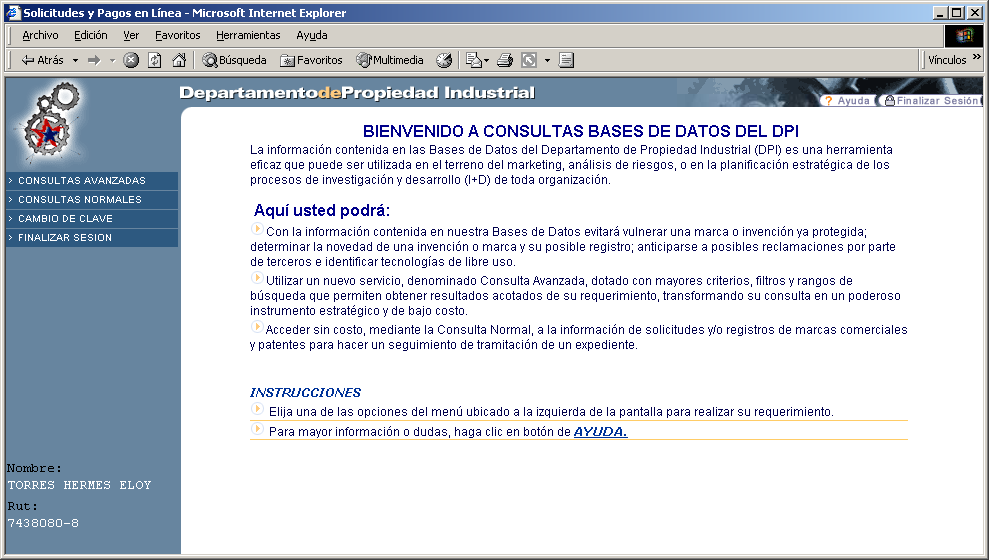 Solicitudes y Pagos en Línea - Microsoft Internet Explorer
Archivo Edición Ver Favoritos Herramientas Ayuda
Atrás Búsqueda Favoritos Multimedia Vínculos »
DepartamentodePropiedad Industrial
? Ayuda Finalizar Sesión
BIENVENIDO A CONSULTAS BASES DE DATOS DEL DPI
La información contenida en las Bases de Datos del Departamento de Propiedad Industrial (DPI) es una herramienta
eficaz que puede ser utilizada en el terreno del marketing, análisis de riesgos, o en la planificación estratégica de los
procesos de investigación y desarrollo (I+D) de toda organización.
> CONSULTAS AVANZADAS
> CONSULTAS NORMALES
> CAMBIO DE CLAVE
> FINALIZAR SESION
Aquí usted podrá:
Con la información contenida en nuestra Bases de Datos evitará vulnerar una marca o invención ya protegida;
determinar la novedad de una invención o marca y su posible registro; anticiparse a posibles reclamaciones por parte
de terceros e identificar tecnologías de libre uso.
Utilizar un nuevo servicio, denominado Consulta Avanzada, dotado con mayores criterios, filtros y rangos de
búsqueda que permiten obtener resultados acotados de su requerimiento, transformando su consulta en un poderoso
instrumento estratégico y de bajo costo.
Acceder sin costo, mediante la Consulta Normal, a la información de solicitudes y/o registros de marcas comerciales
y patentes para hacer un seguimiento de tramitación de un expediente.
INSTRUCCIONES
Elija una de las opciones del menú ubicado a la izquierda de la pantalla para realizar su requerimiento.
Para mayor información o dudas, haga clic en botón de AYUDA.
Nombre:
TORRES HERMES ELOY
Rut:
7438080-8